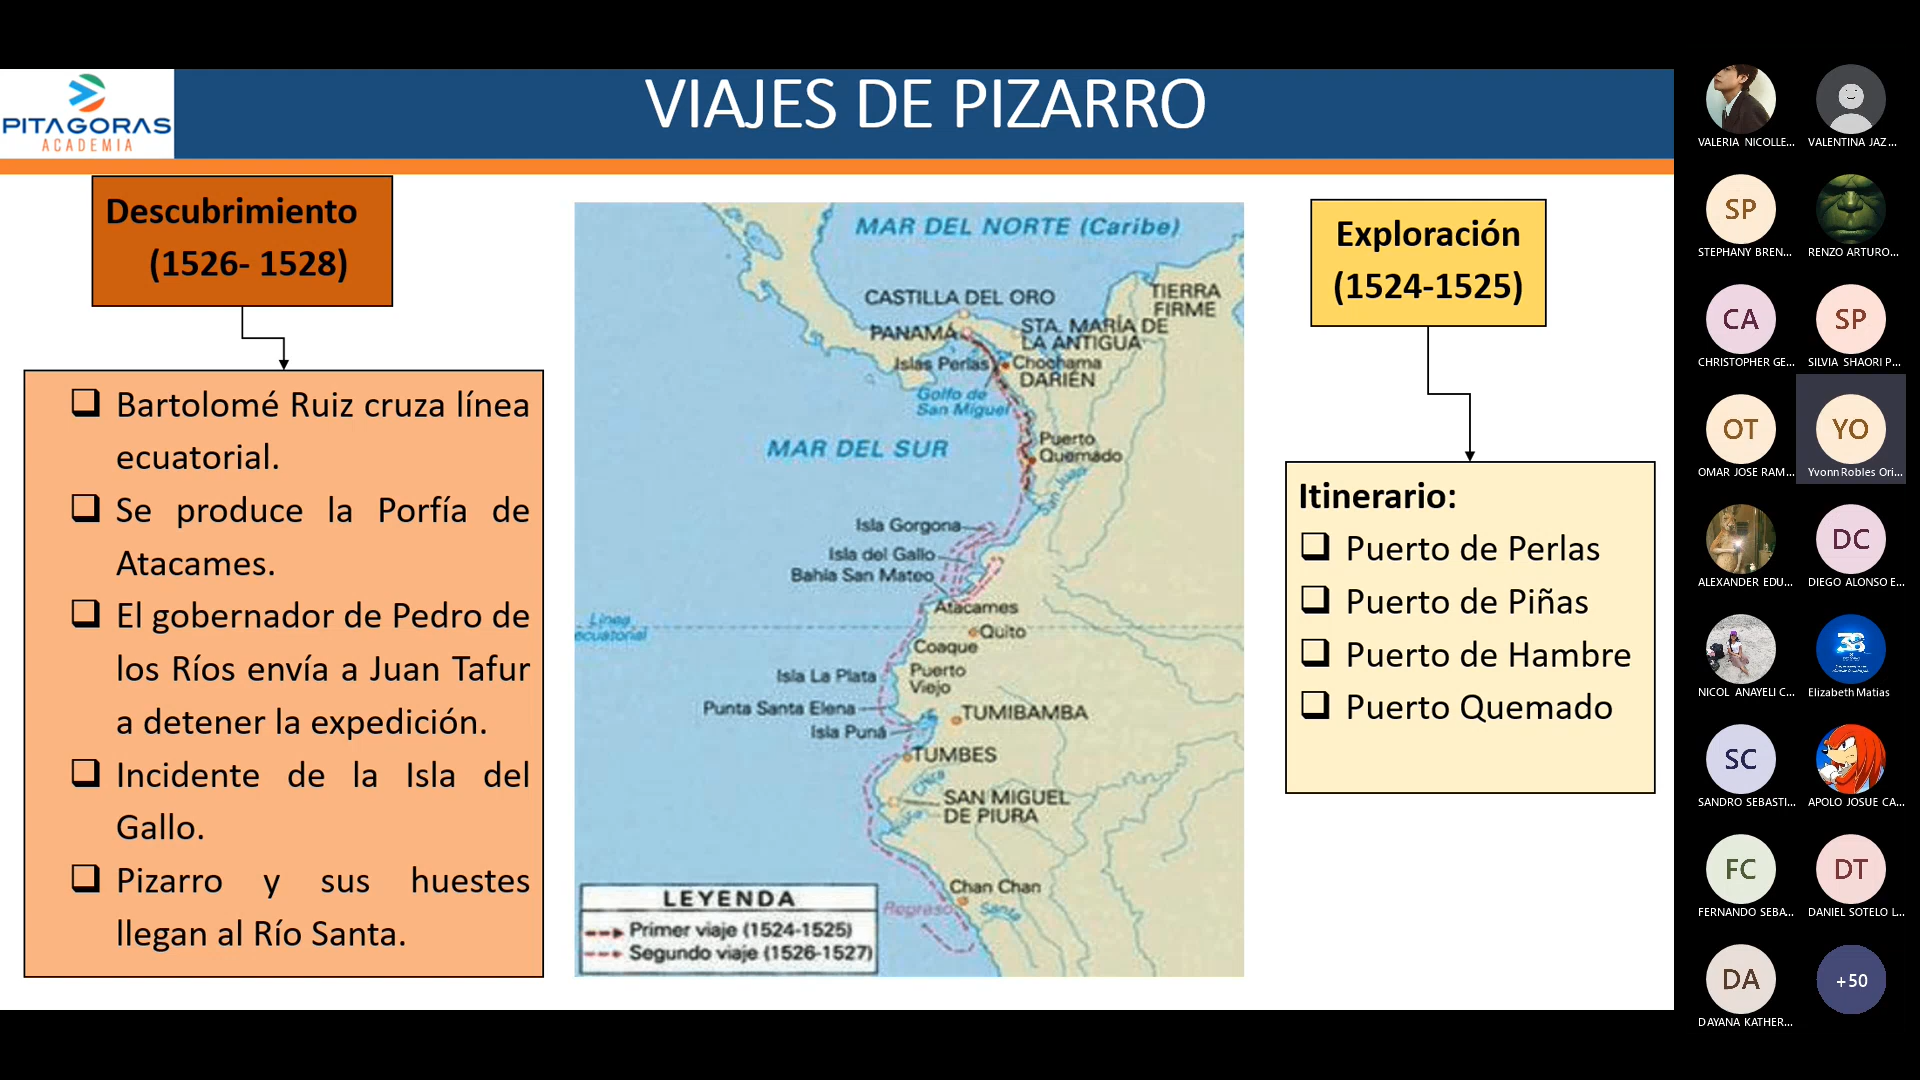 PITAGORAS
ACADEMIA
VIAJES DE PIZARRO
Descubrimiento
(1526- 1528)
Bartolomé Ruiz cruza línea
ecuatorial.
Se produce la Porfía de
Atacames.
El gobernador de Pedro de
los Ríos envía a Juan Tafur
a detener la expedición.
Incidente de la Isla del
Gallo.
Pizarro y sus huestes
llegan al Río Santa.
MAR DEL NORTE (Caribe)
CASTILLA DEL ORO
TIERRA
FIRME
PANAMÁ
STA. MARÍA DE
LA ANTIGUA
Islas Perlas
Chochama
DARIÉN
Golfo de
San Miguel
MAR DEL SUR
Puerto
Quemado
San Juan
Isla Gorgona
Isla del Gallo
Bahía San Mateo
Atacames
Línea
ecuatorial
Quito
Coaque
Isla La Plata
Puerto
Viejo
Punta Santa Elena
TUMIBAMBA
Isla Puná
TUMBES
Chira
SAN MIGUEL
DE PIURA
Chan Chan
Regreso
Santa
LEYENDA
Primer viaje (1524-1525)
Segundo viaje (1526-1527)
Exploración
(1524-1525)
Itinerario:
Puerto de Perlas
Puerto de Piñas
Puerto de Hambre
Puerto Quemado
VALERIA NICOLLE...
VALENTINA JAZ...
SP
STEPHANY BREN...
RENZO ARTURO...
CA
CHRISTOPHER GE...
SP
SILVIA SHAORI P...
OT
OMAR JOSE RAM...
YO
Yvonn Robles Ori...
ALEXANDER EDU...
DC
DIEGO ALONSO E...
NICOL ANAYELI C...
38
Elizabeth Matias
SC
SANDRO SEBASTI...
APOLO JOSUE CA...
FC
FERNANDO SEBA...
DT
DANIEL SOTELO L...
DA
DAYANA KATHER...
+50